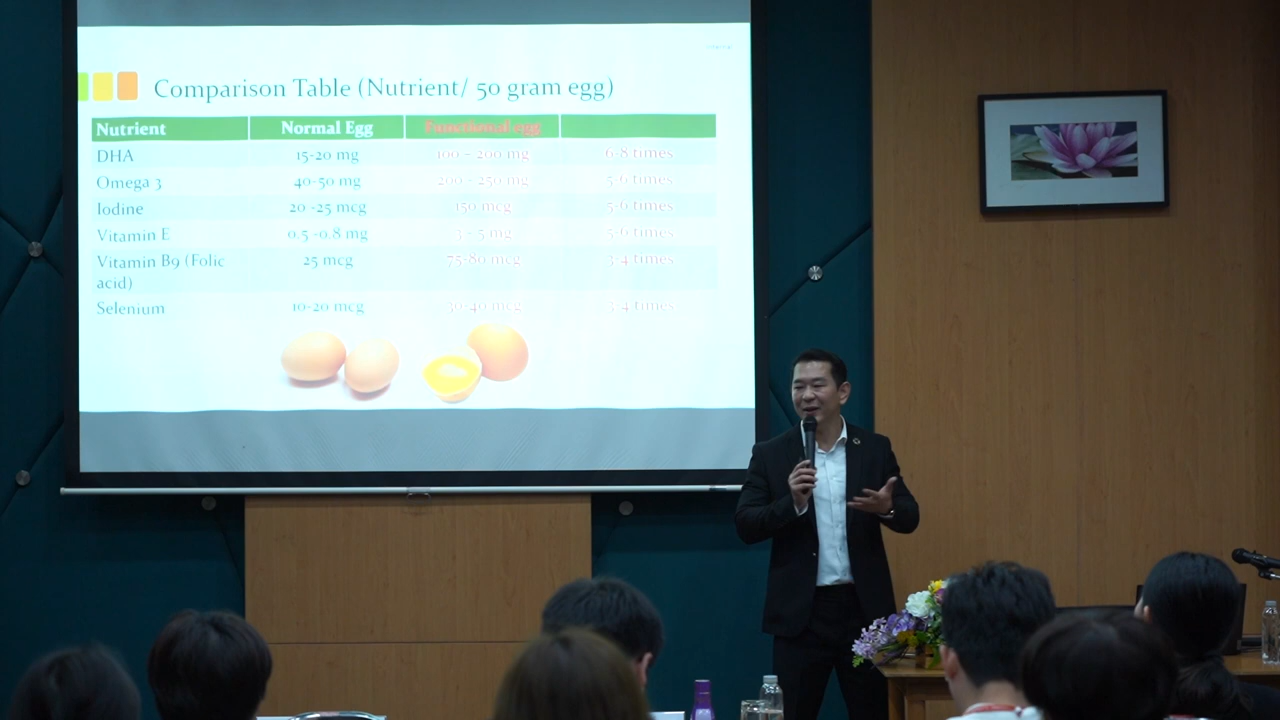 Comparison Table (Nutrient/ 50 gram egg)
Nutrient Normal Egg Functional egg
DHA 15-20 mg 100 - 200 mg 6-8 times
Omega 3 40-50 mg 200 - 250 mg 5-6 times
Iodine 20 -25 mcg 150 mcg 5-6 times
Vitamin E 0.5 -0.8 mg 3 - 5 mg 5-6 times
Vitamin B9 (Folic 25 mcg 75-80 mcg 3-4 times
acid)
Selenium 10-20 mcg 30-40 mcg 3-4 times